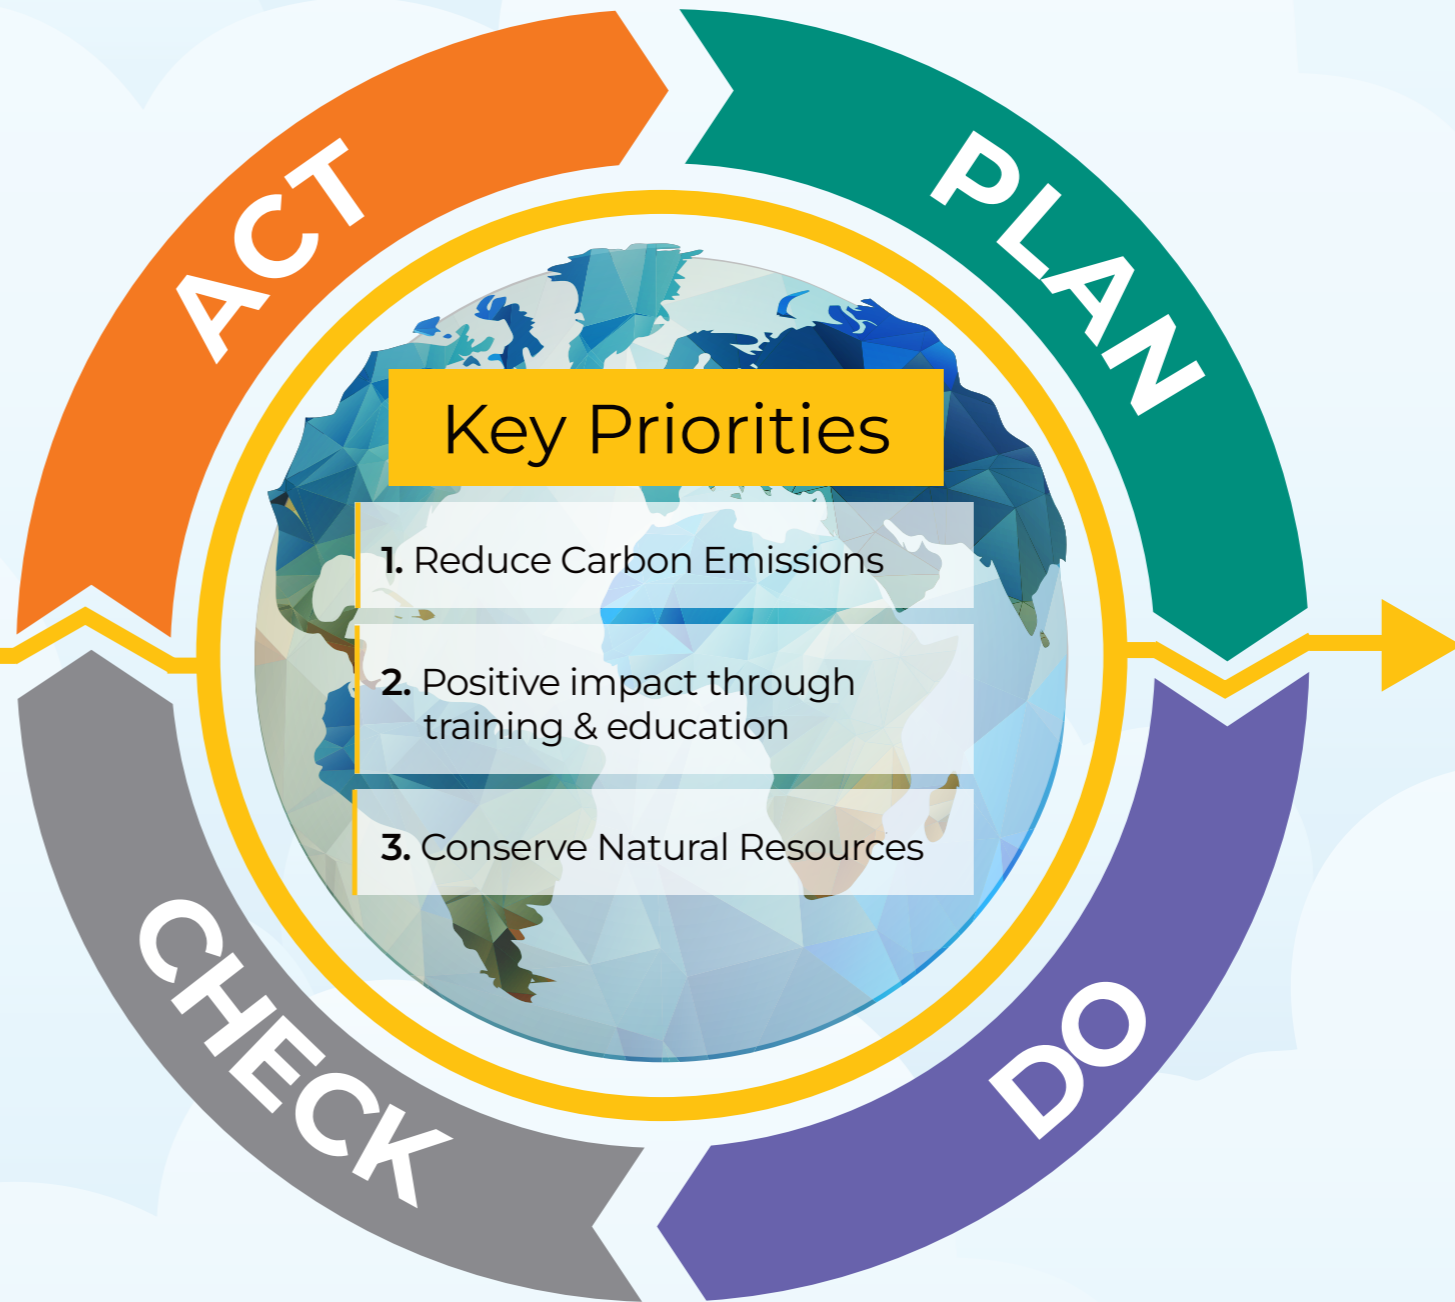 ACT
PLAN
Key Priorities
1. Reduce Carbon Emissions
2. Positive impact through
training & education
3. Conserve Natural Resources
CHECK
DO